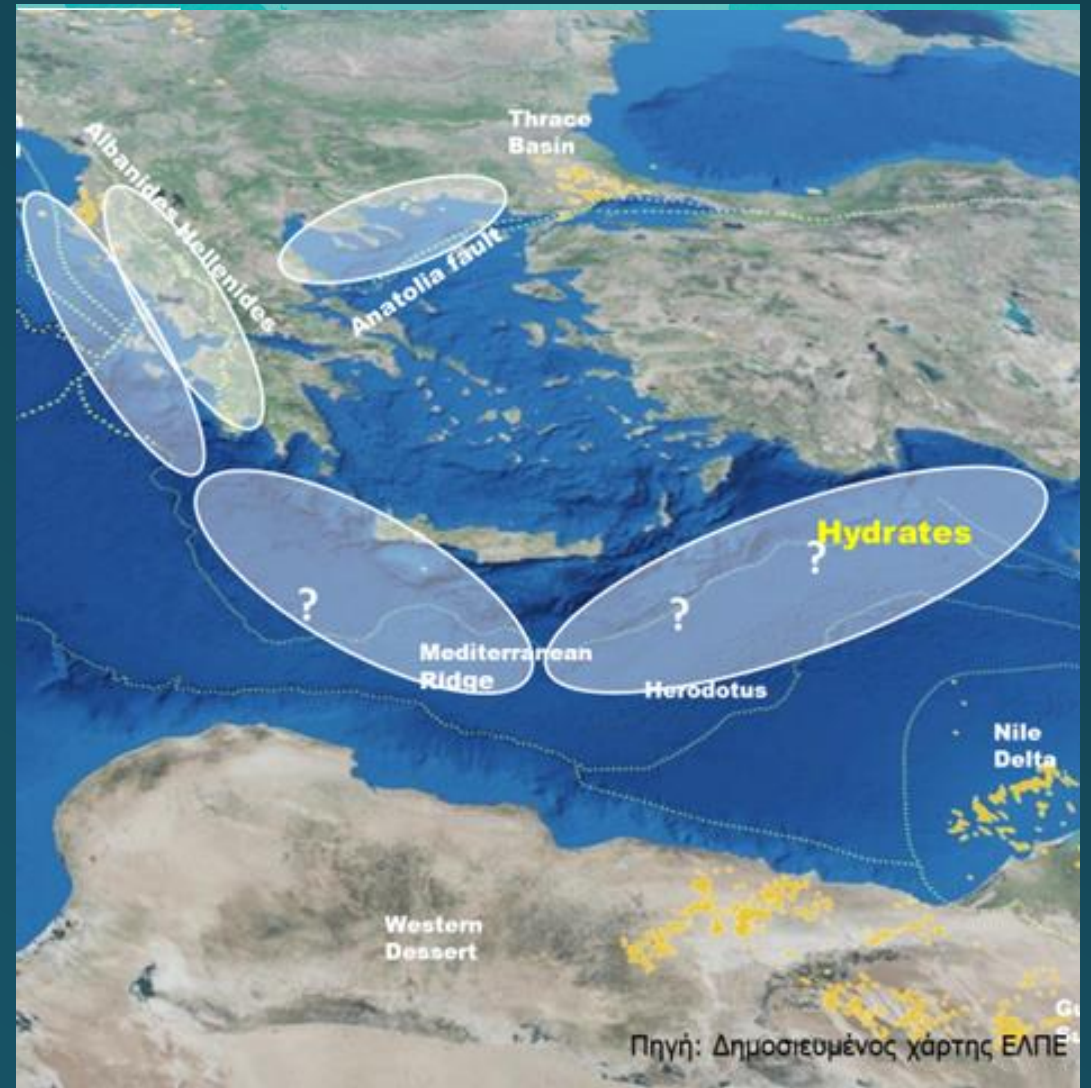 Thrace
Basin
Albanides Hellenides
Anatolia fault
Hydrates
?
?
?
Mediterranean
Ridge
Herodotus
Nile
Delta
Western
Dessert
Πηγή: Δημοσιευμένος χάρτης ΕΛΠΕ